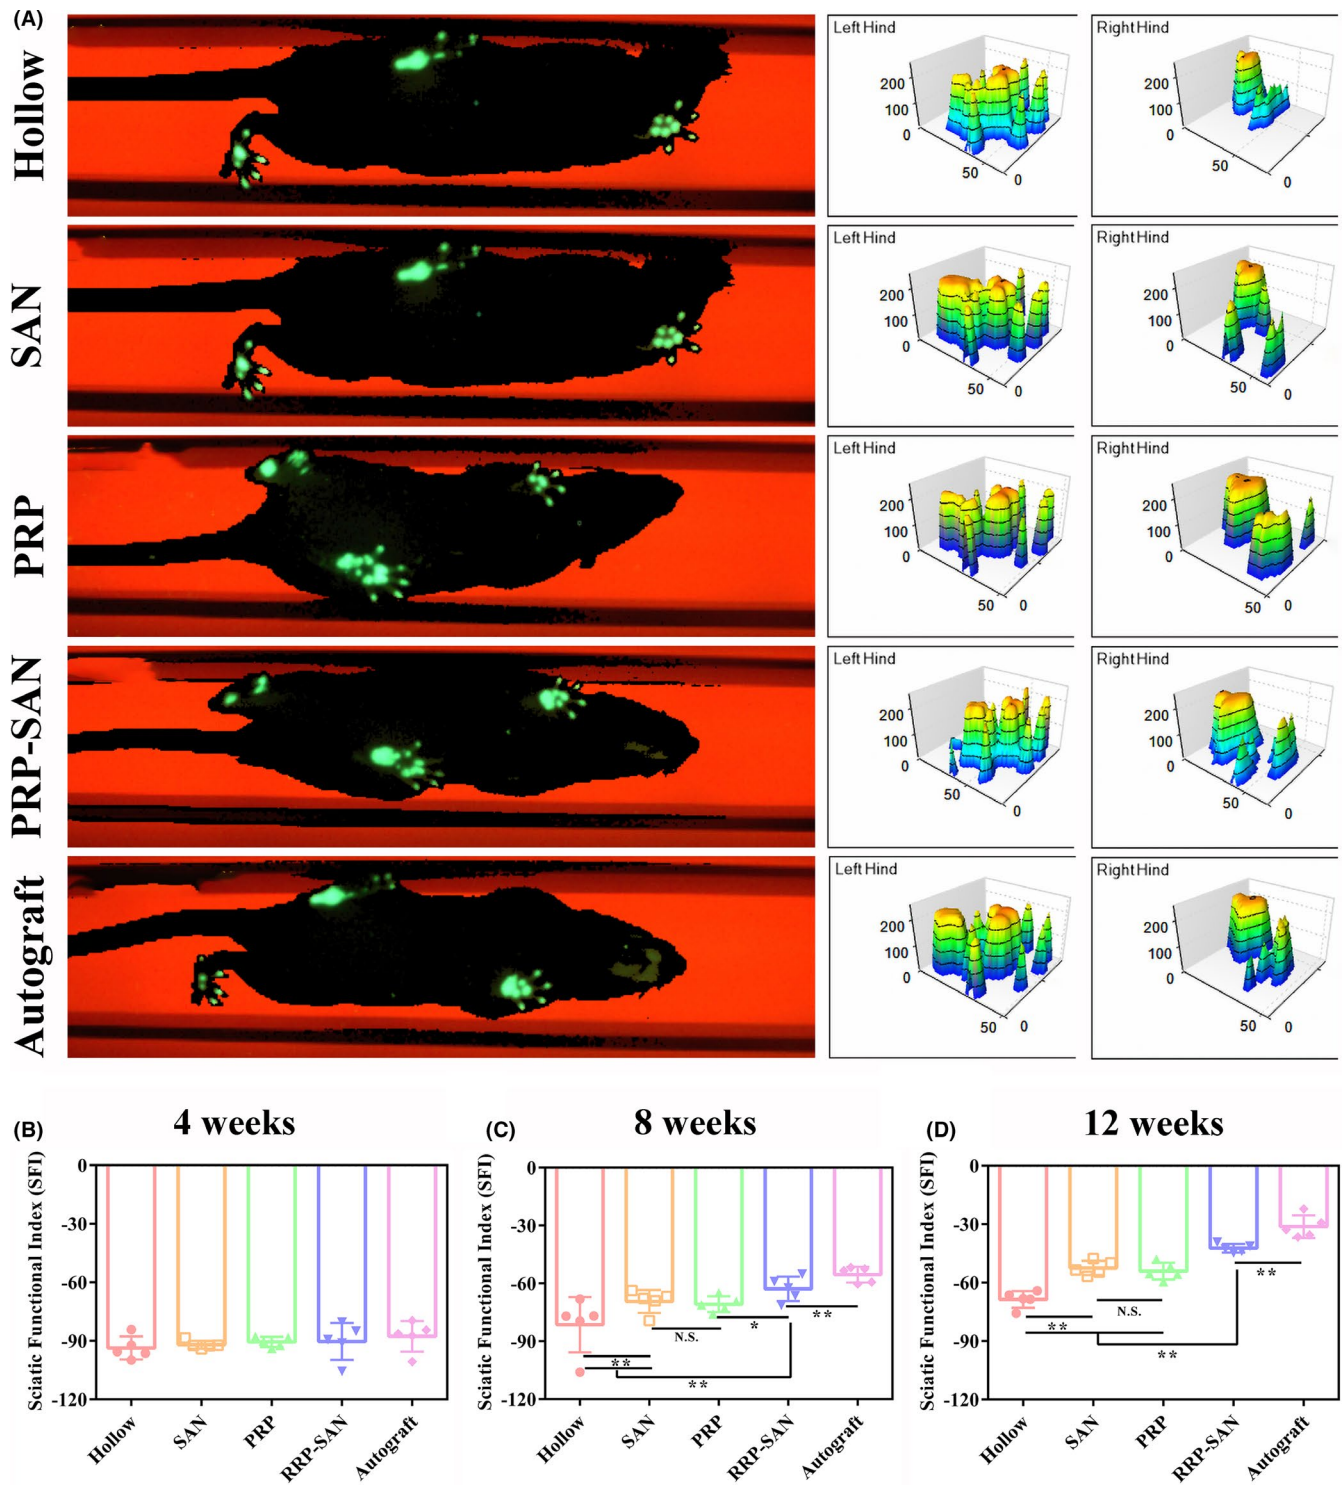 (A)
Hollow
Left Hind
200
100
0
50
0
Right Hind
200
100
0
50
0
SAN
Left Hind
200
100
0
50
0
Right Hind
200
100
0
50
0
PRP
Left Hind
200
100
0
50
0
Right Hind
200
100
0
50
0
PRP-SAN
Left Hind
200
100
0
50
0
Right Hind
200
100
0
50
0
Autograft
Left Hind
200
100
0
50
0
Right Hind
200
100
0
50
0
(B)
4 weeks
Sciatic Functional Index (SFI)
0
-30
-60
-90
-120
Hollow
SAN
PRP
RRP-SAN
Autograft
(C)
8 weeks
Sciatic Functional Index (SFI)
0
-30
-60
-90
-120
N.S.
*
**
**
**
Hollow
SAN
PRP
RRP-SAN
Autograft
(D)
12 weeks
Sciatic Functional Index (SFI)
0
-30
-60
-90
-120
**
N.S.
**
**
Hollow
SAN
PRP
RRP-SAN
Autograft